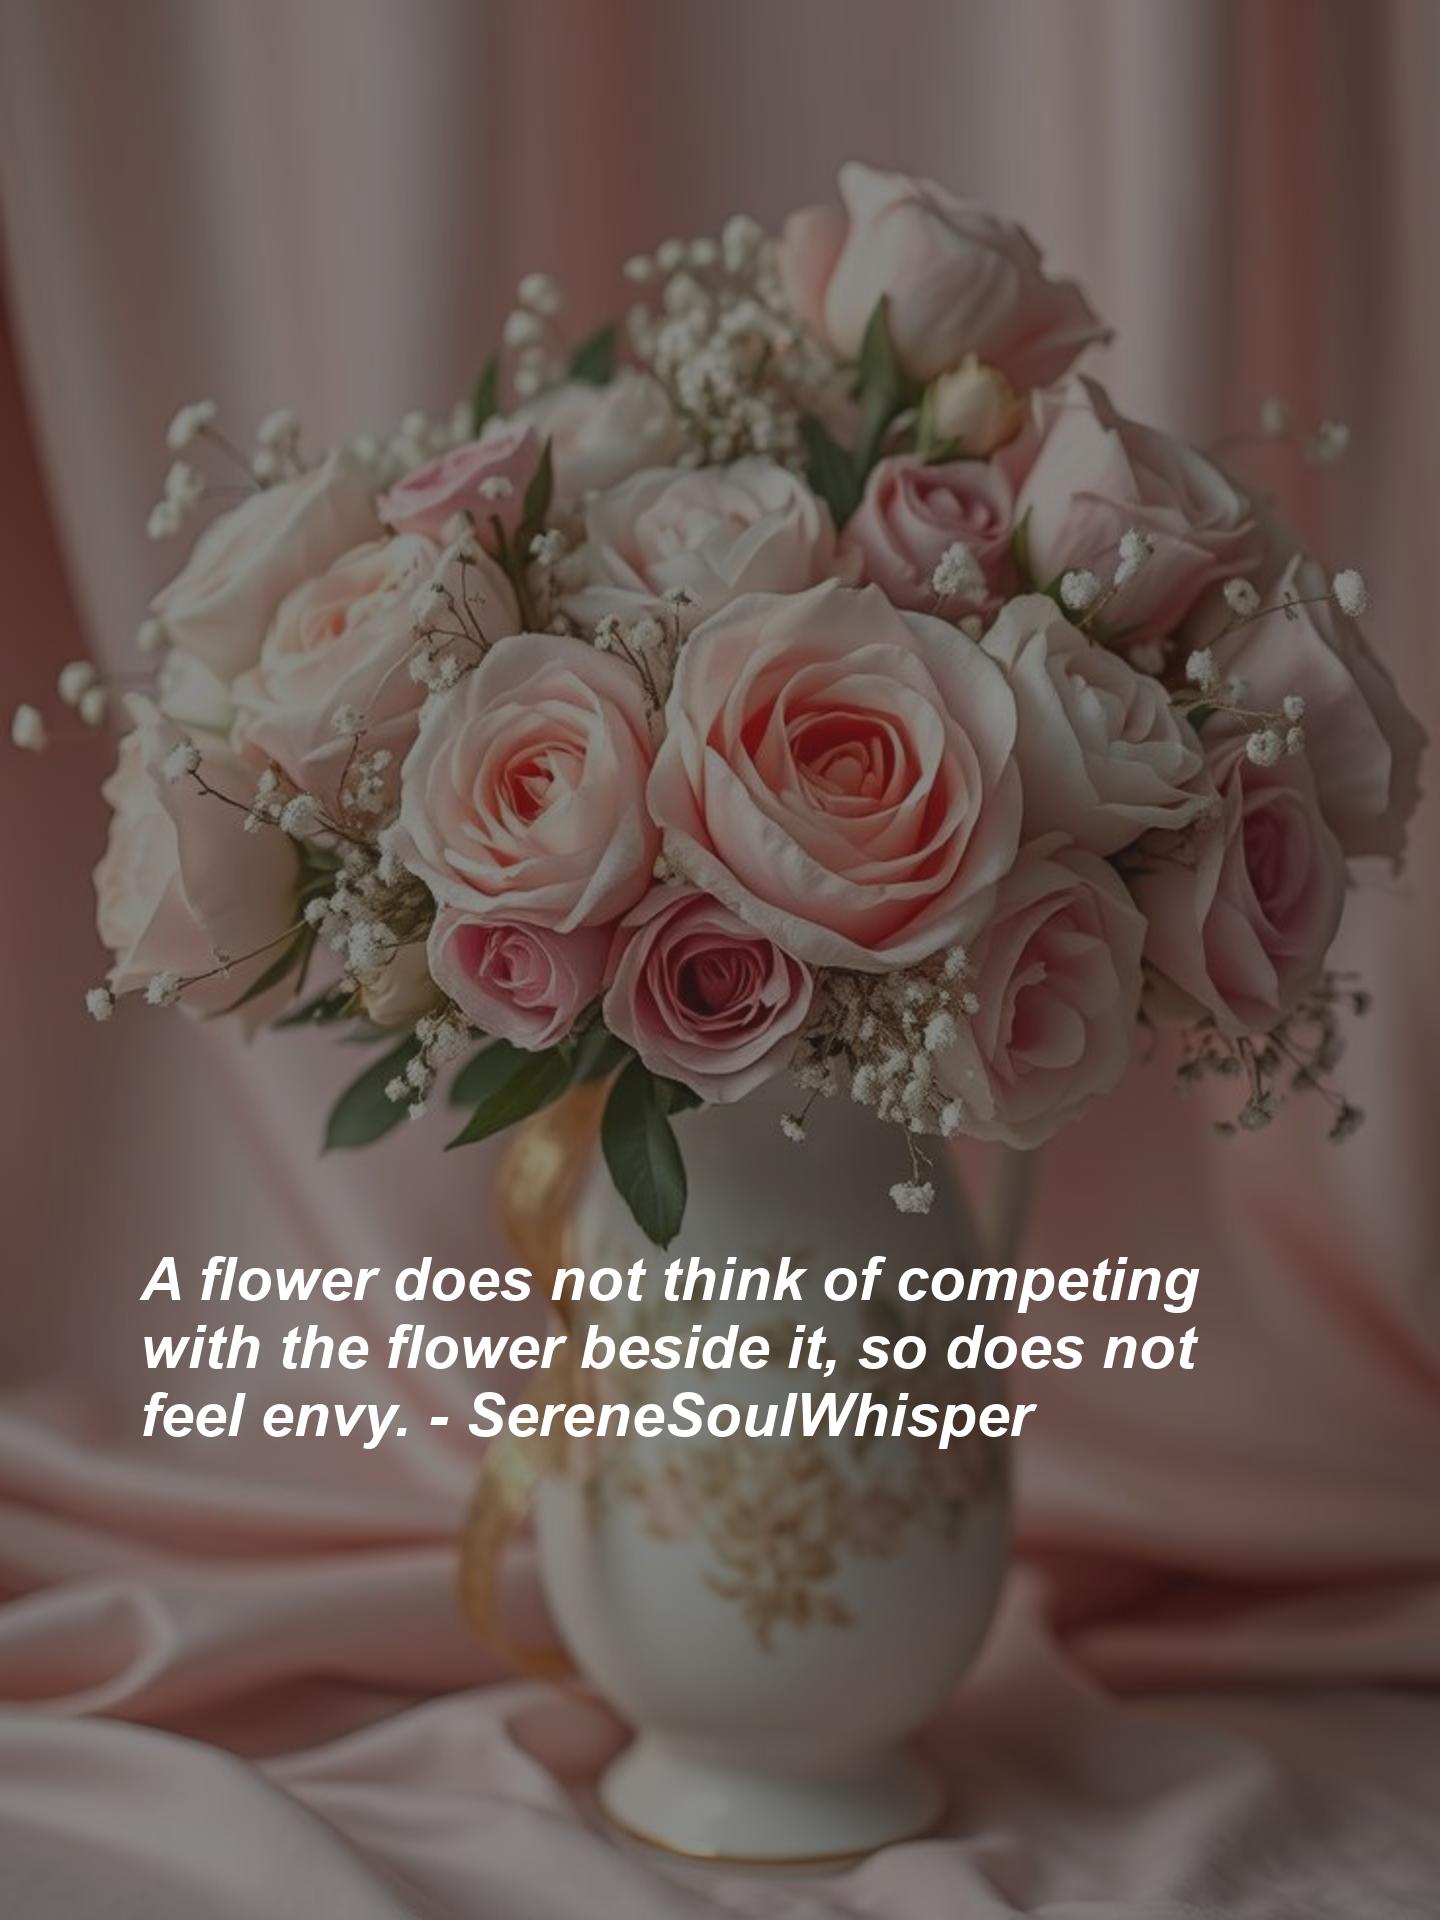 A flower does not think of competing
with the flower beside it, so does not
feel envy. - SereneSoulWhisper